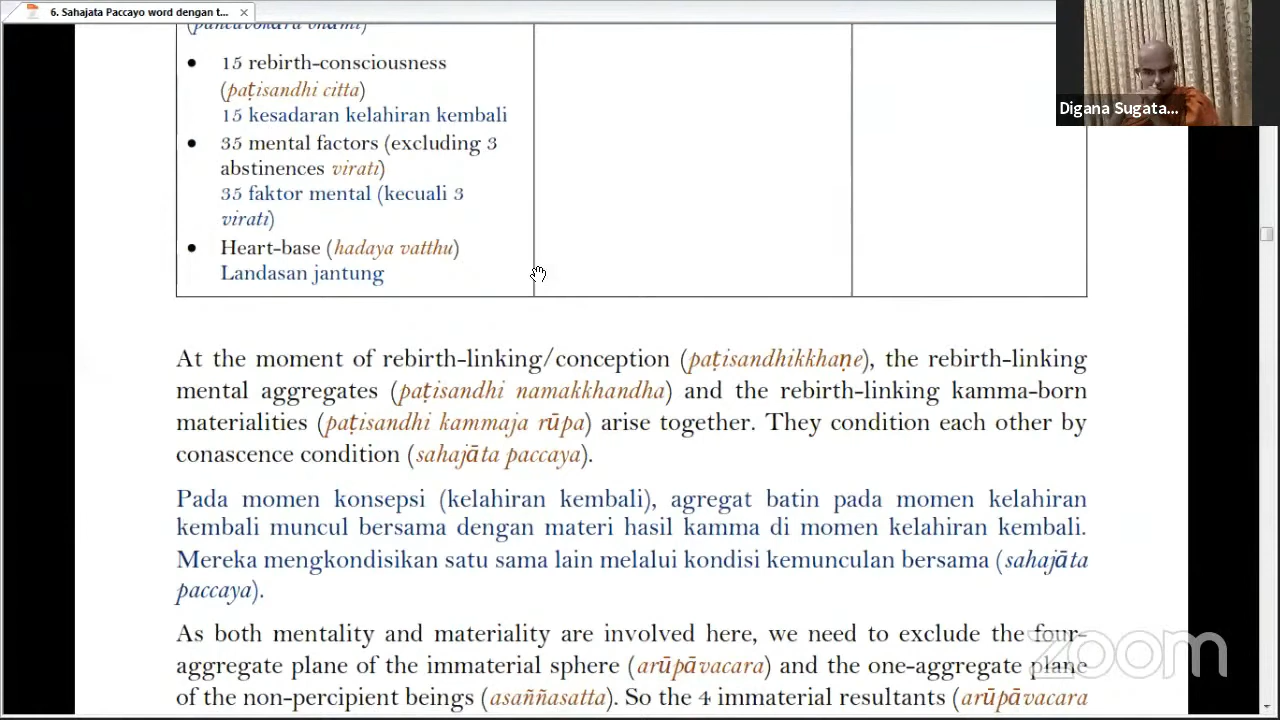 6. Sahajata Paccayo word dengan t...
(pañcavokāra bhūmi)
• 15 rebirth-consciousness
(paṭisandhi citta)
15 kesadaran kelahiran kembali
• 35 mental factors (excluding 3
abstinences virati)
35 faktor mental (kecuali 3
virati)
• Heart-base (hadaya vatthu)
Landasan jantung
Digana Sugata...
At the moment of rebirth-linking/conception (paṭisandhikkhaṇe), the rebirth-linking
mental aggregates (paṭisandhi namakkhandha) and the rebirth-linking kamma-born
materialities (paṭisandhi kammaja rūpa) arise together. They condition each other by
conascence condition (sahajāta paccaya).
Pada momen konsepsi (kelahiran kembali), agregat batin pada momen kelahiran
kembali muncul bersama dengan materi hasil kamma di momen kelahiran kembali.
Mereka mengkondisikan satu sama lain melalui kondisi kemunculan bersama (sahajāta
paccaya).
As both mentality and materiality are involved here, we need to exclude the four-
aggregate plane of the immaterial sphere (arūpāvacara) and the one-aggregate plane
of the non-percipient beings (asaññasatta). So the 4 immaterial resultants (arūpāvacara
zoom